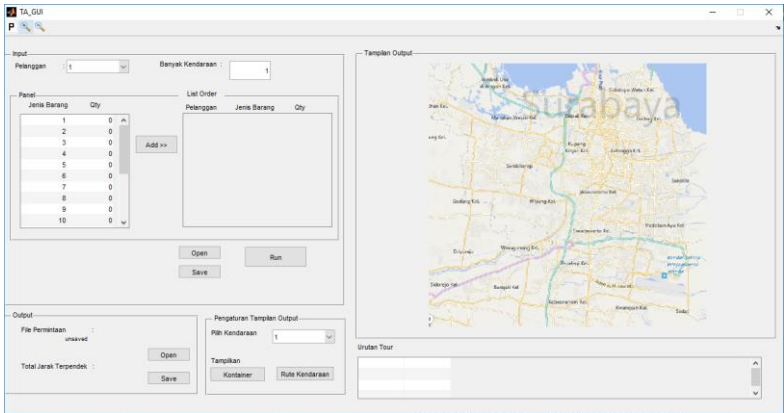 TA_GUI
P
Input
Pelanggan : 1
Banyak Kendaraan : 1
Panel
Jenis Barang Qty
1 0
2 0
3 0
4 0
5 0
6 0
7 0
8 0
9 0
10 0
Add >>
List Order
Pelanggan Jenis Barang Qty
Open
Save
Run
Output
File Permintaan :
unsaved
Total Jarak Terpendek :
Open
Save
Pengaturan Tampilan Output
Pilih Kendaraan 1
Tampilkan
Kontainer
Rute Kendaraan
Tampilan Output
Surabaya
Urutan Tour